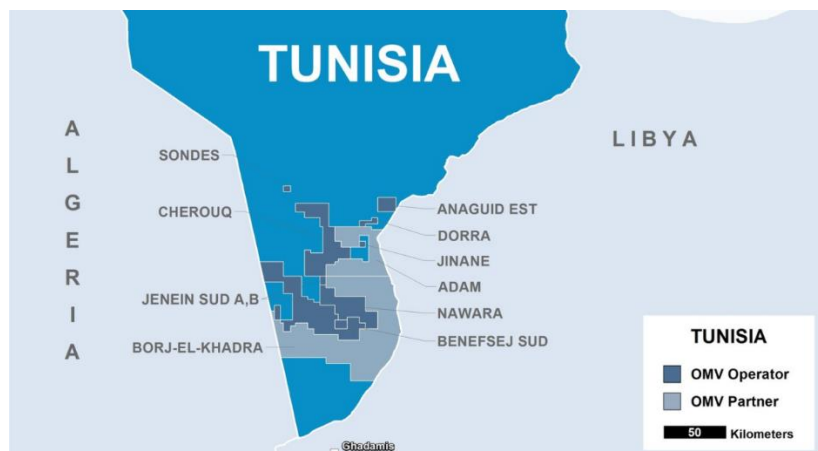 TUNISIA
ALGERIA
LIBYA
SONDES
CHEROUQ
JENEIN SUD A,B
BORJ-EL-KHADRA
ANAGUID EST
DORRA
JINANE
ADAM
NAWARA
BENEFSEJ SUD
Ghadamis
TUNISIA
OMV Operator
OMV Partner
50 Kilometers